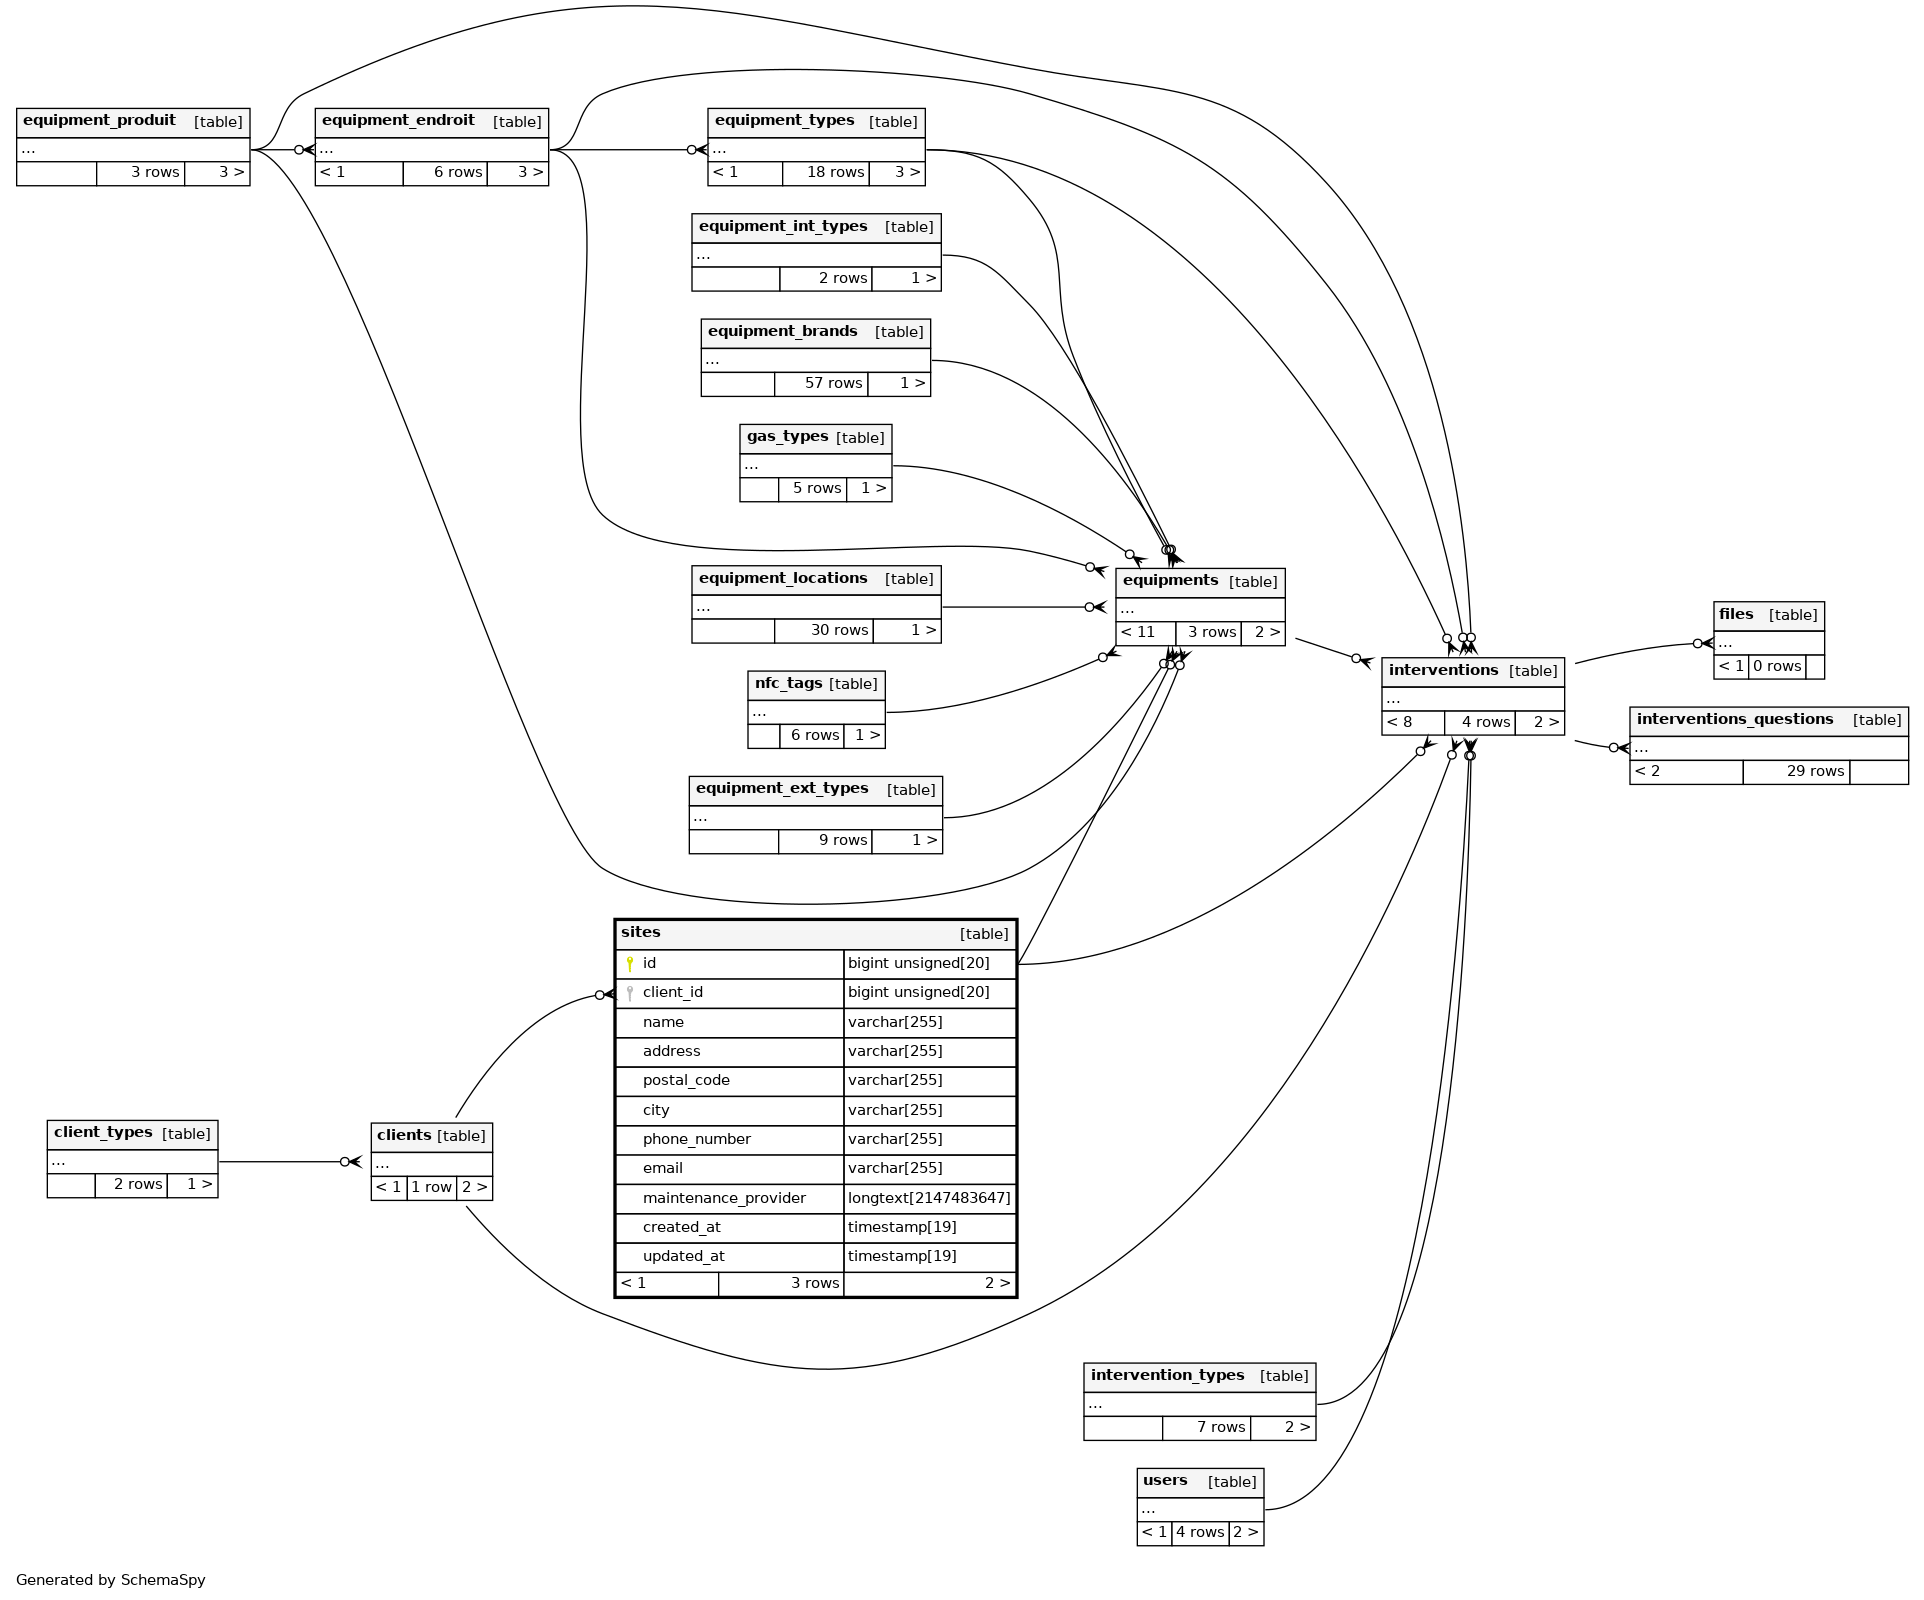 equipment_produit [table]
...
3 rows 3 >
equipment_endroit [table]
...
< 1 6 rows 3 >
equipment_types [table]
...
< 1 18 rows 3 >
equipment_int_types [table]
...
2 rows 1 >
equipment_brands [table]
...
57 rows 1 >
gas_types [table]
...
5 rows 1 >
equipment_locations [table]
...
30 rows 1 >
equipments [table]
...
< 11 3 rows 2 >
nfc_tags [table]
...
6 rows 1 >
equipment_ext_types [table]
...
9 rows 1 >
interventions [table]
...
< 8 4 rows 2 >
files [table]
...
< 1 0 rows
interventions_questions [table]
...
< 2 29 rows
sites [table]
id bigint unsigned[20]
client_id bigint unsigned[20]
name varchar[255]
address varchar[255]
postal_code varchar[255]
city varchar[255]
phone_number varchar[255]
email varchar[255]
maintenance_provider longtext[2147483647]
created_at timestamp[19]
updated_at timestamp[19]
< 1 3 rows 2 >
client_types [table]
...
2 rows 1 >
clients [table]
...
< 1 1 row 2 >
intervention_types [table]
...
7 rows 2 >
users [table]
...
< 1 4 rows 2 >
Generated by SchemaSpy